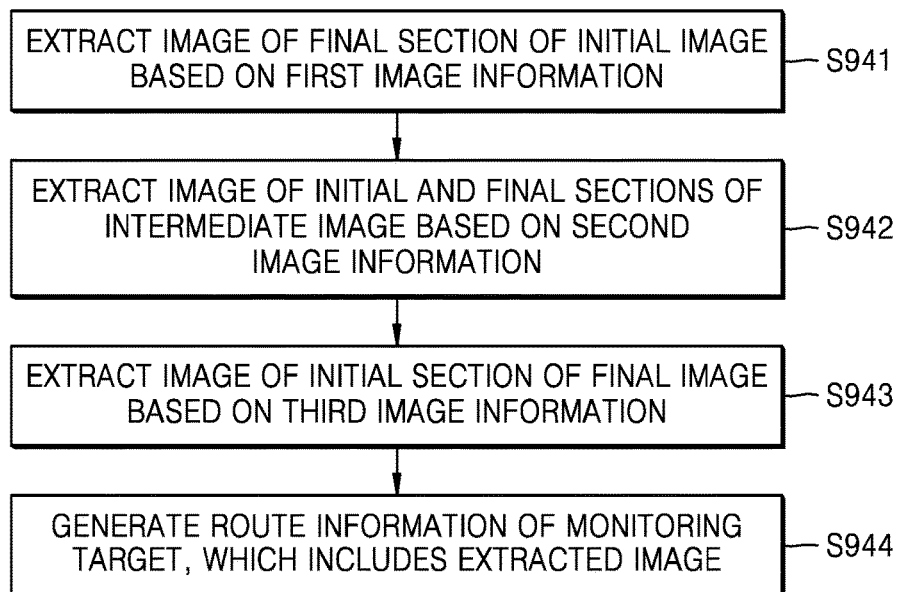 EXTRACT IMAGE OF FINAL SECTION OF INITIAL IMAGE
BASED ON FIRST IMAGE INFORMATION
S941
EXTRACT IMAGE OF INITIAL AND FINAL SECTIONS OF
INTERMEDIATE IMAGE BASED ON SECOND
IMAGE INFORMATION
S942
EXTRACT IMAGE OF INITIAL SECTION OF FINAL IMAGE
BASED ON THIRD IMAGE INFORMATION
S943
GENERATE ROUTE INFORMATION OF MONITORING
TARGET, WHICH INCLUDES EXTRACTED IMAGE
S944